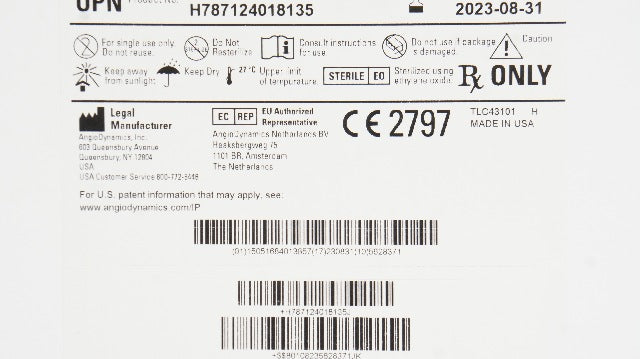 UPN Product No. H787124018135 2023-08-31
For single use only. Do not reuse.
Do Not Resterilize
Consult instructions for use.
Do not use if package is damaged.
Caution
Keep away from sunlight
Keep Dry
27 °C Upper limit of temperature.
STERILE EO
Sterilized using ethylene oxide.
Rx ONLY
Legal Manufacturer
AngioDynamics, Inc.
603 Queensbury Avenue
Queensbury, NY 12804
USA
USA Customer Service 800-772-6446
EC REP
EU Authorized Representative
AngioDynamics Netherlands BV
Haaksbergweg 75
1101 BR, Amsterdam
The Netherlands
CE 2797
TLC43101 H
MADE IN USA
For U.S. patent information that may apply, see:
www.angiodynamics.com/IP
+H787124018135J